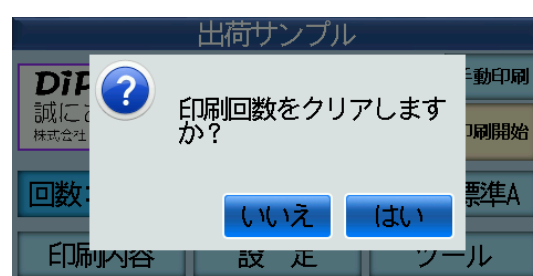 出荷サンプル
DiP
手動印刷
誠にご
株式会社
印刷回数をクリアします
か?
印刷開始
回数:
いいえ
はい
標準A
印刷内容
設 定
ツール